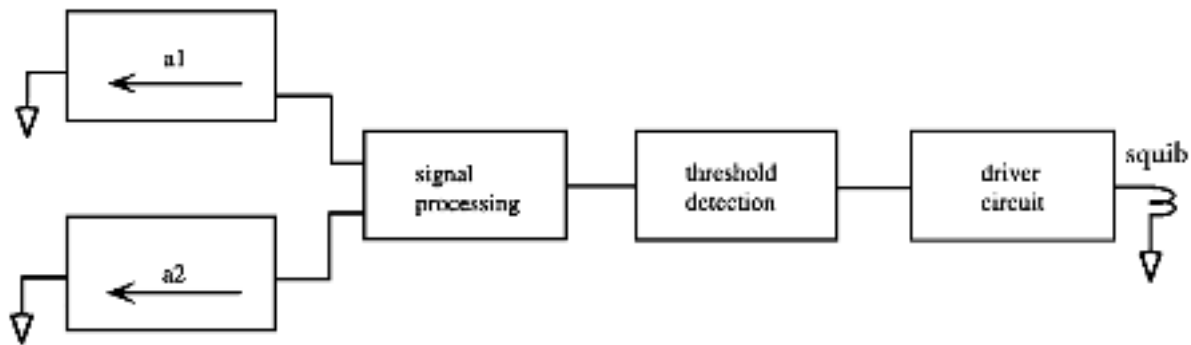 a1
a2
signal
processing
threshold
detection
driver
circuit
squib